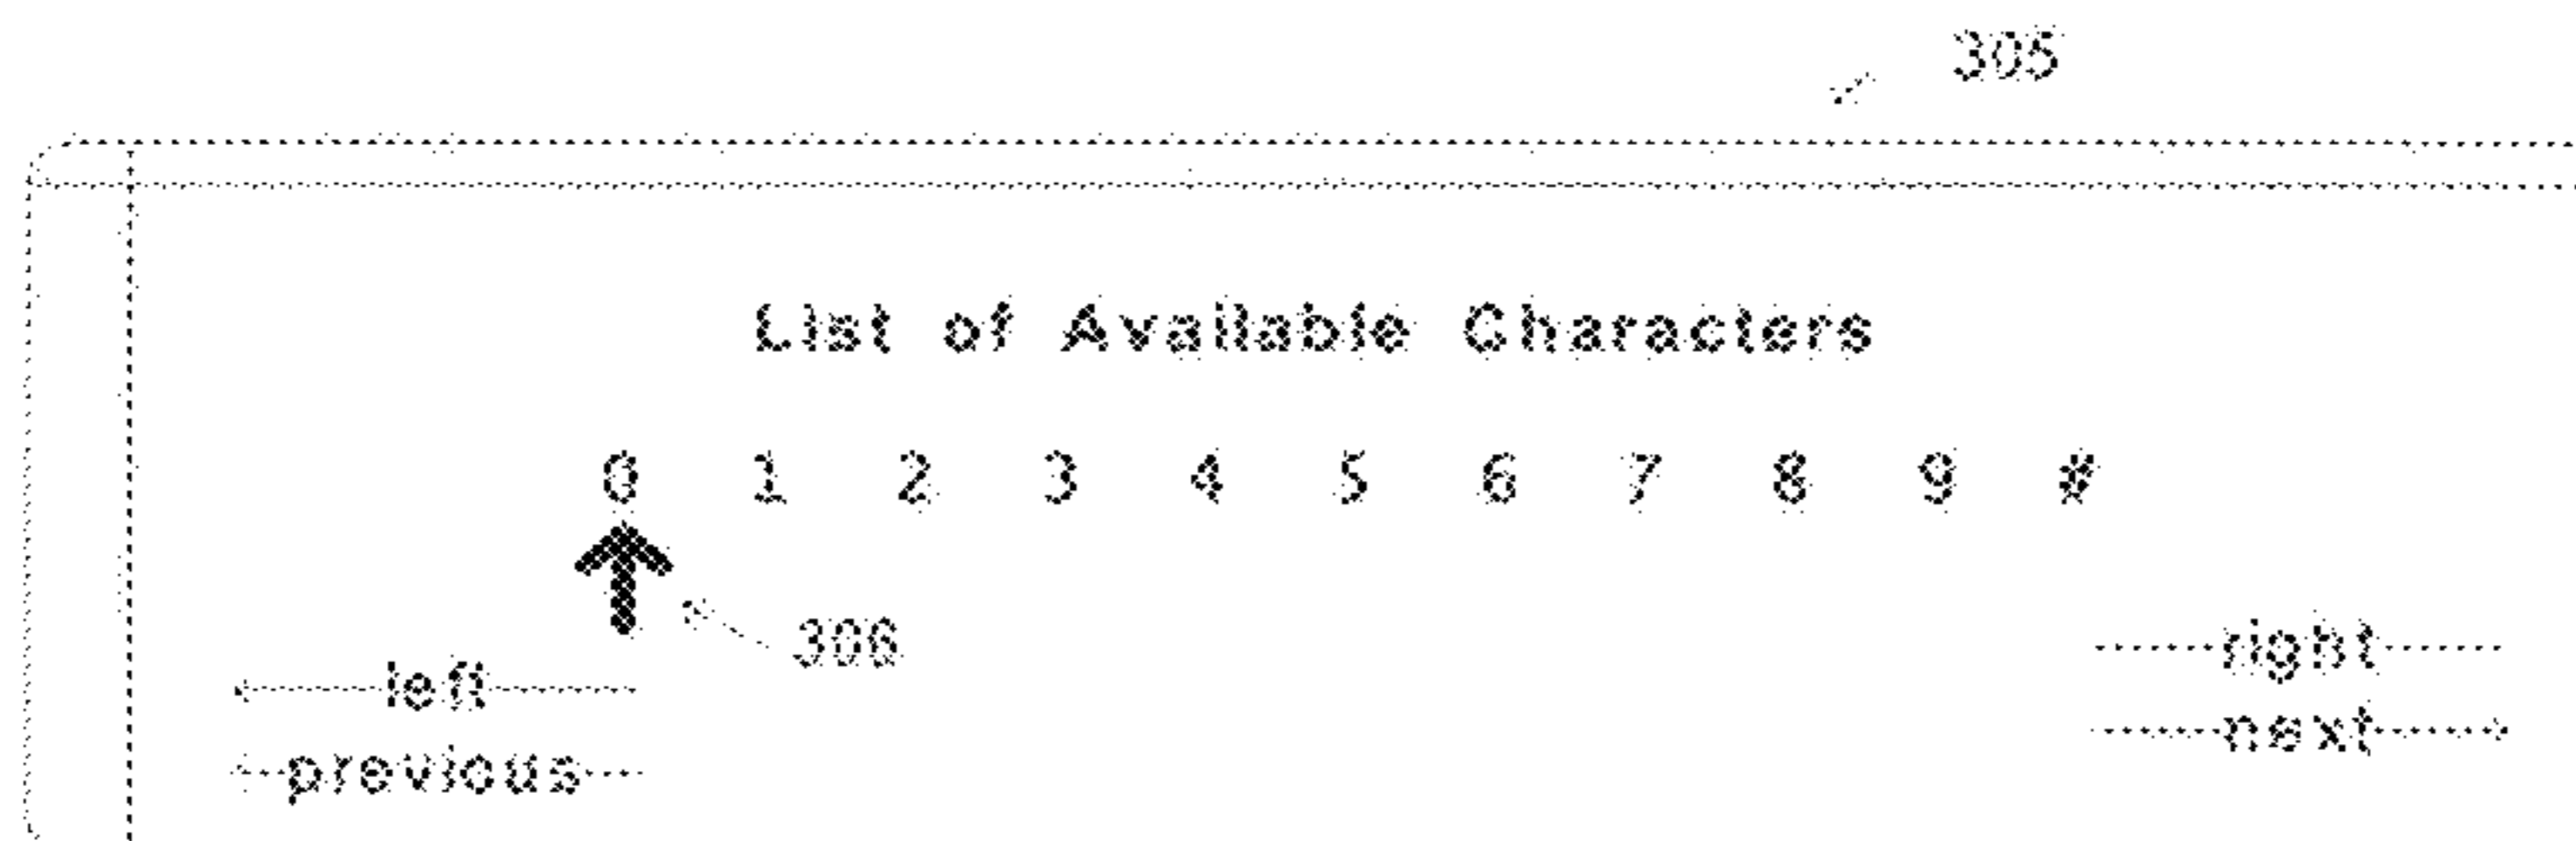 305
List of Available Characters
0 1 2 3 4 5 6 7 8 9 #
306
left
right
previous
next